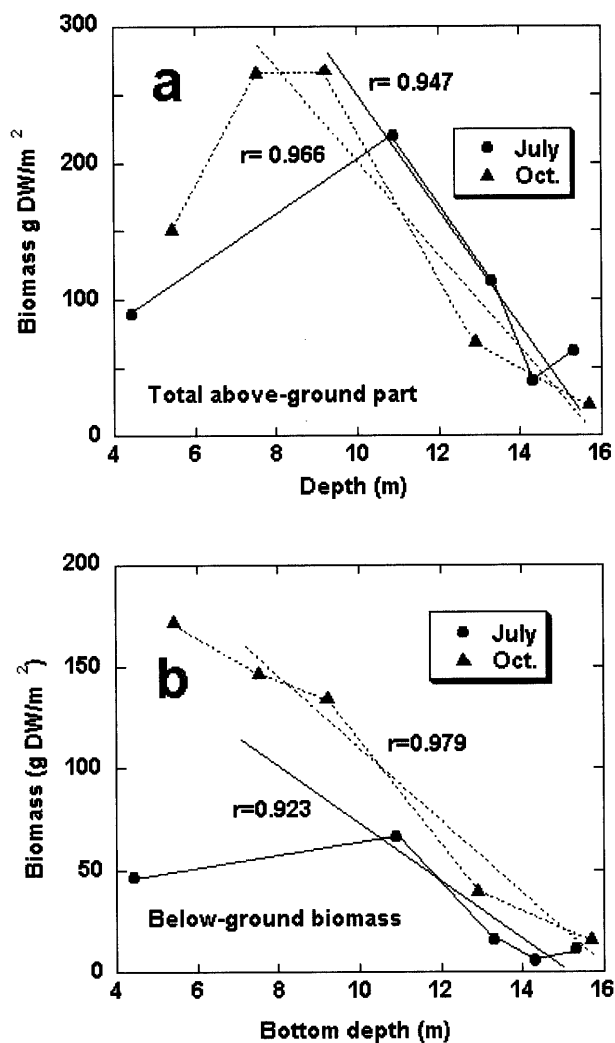 300
a
r= 0.947
July
Oct.
200
r= 0.966
Biomass g DW/m²
100
Total above-ground part
0
4 6 8 10 12 14 16
Depth (m)
200
July
Oct.
150
b
r=0.979
Biomass (g DW/m²)
100
r=0.923
50
Below-ground biomass
0
4 6 8 10 12 14 16
Bottom depth (m)